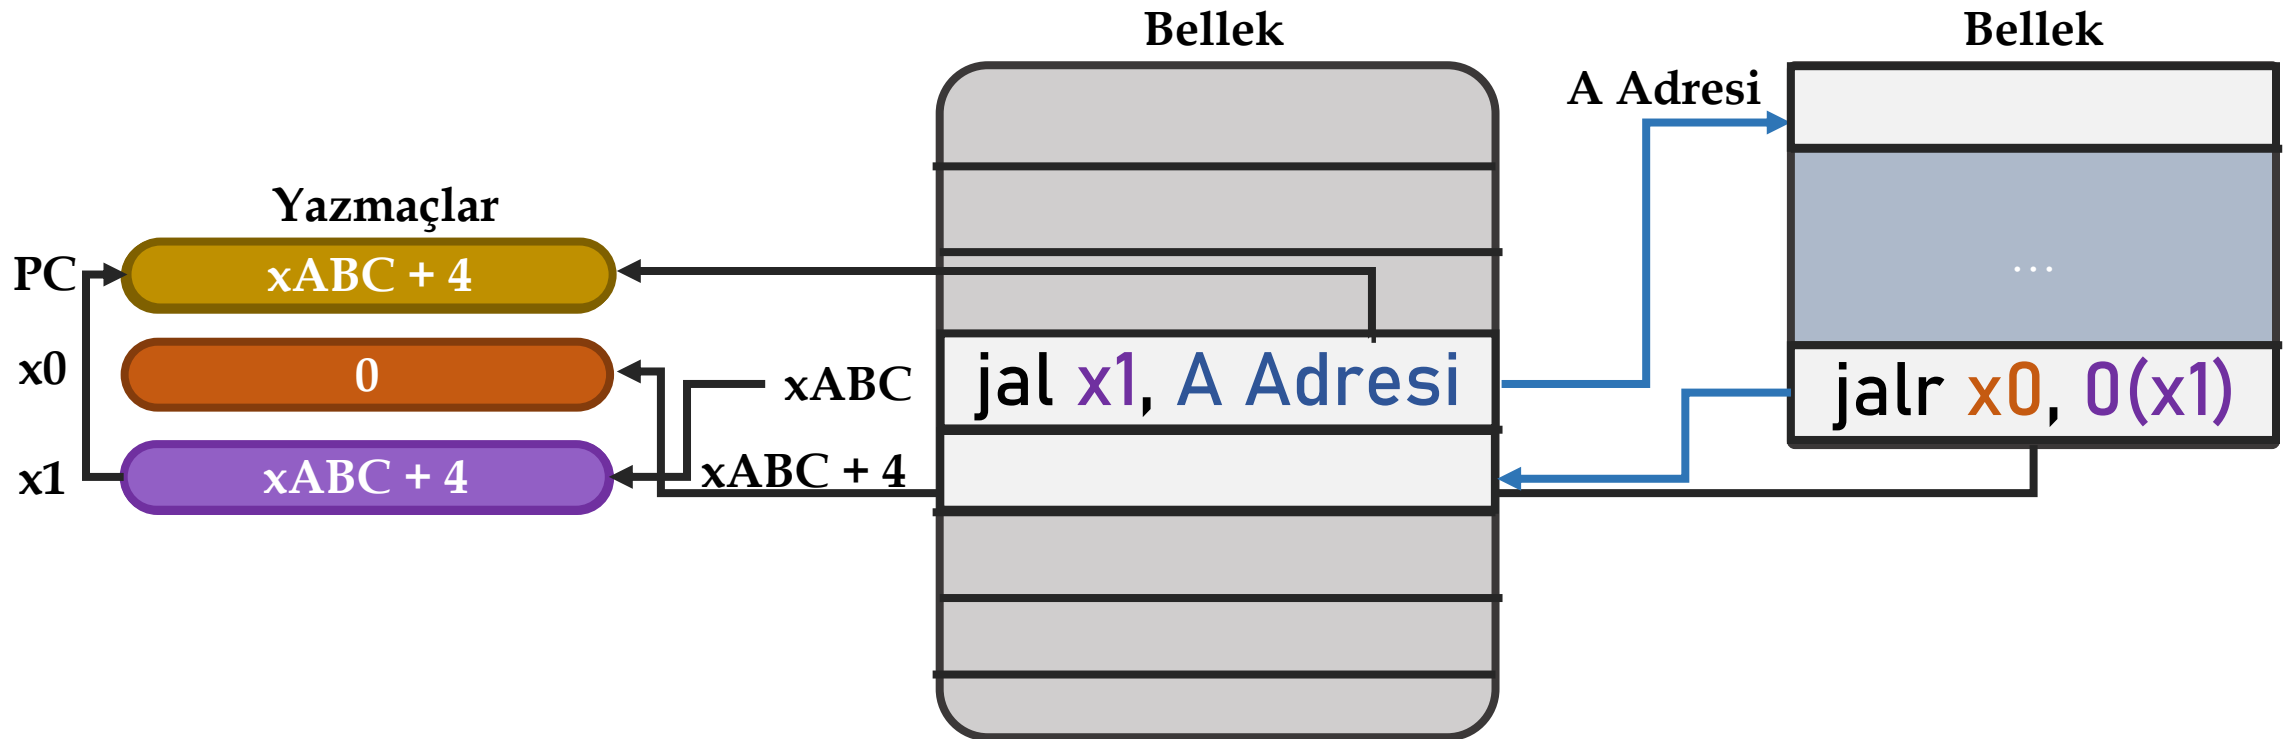 Bellek
Bellek
A Adresi
Yazmaçlar
PC
xABC + 4
x0
0
xABC
jal x1, A Adresi
...
jalr x0, 0(x1)
x1
xABC + 4
xABC + 4